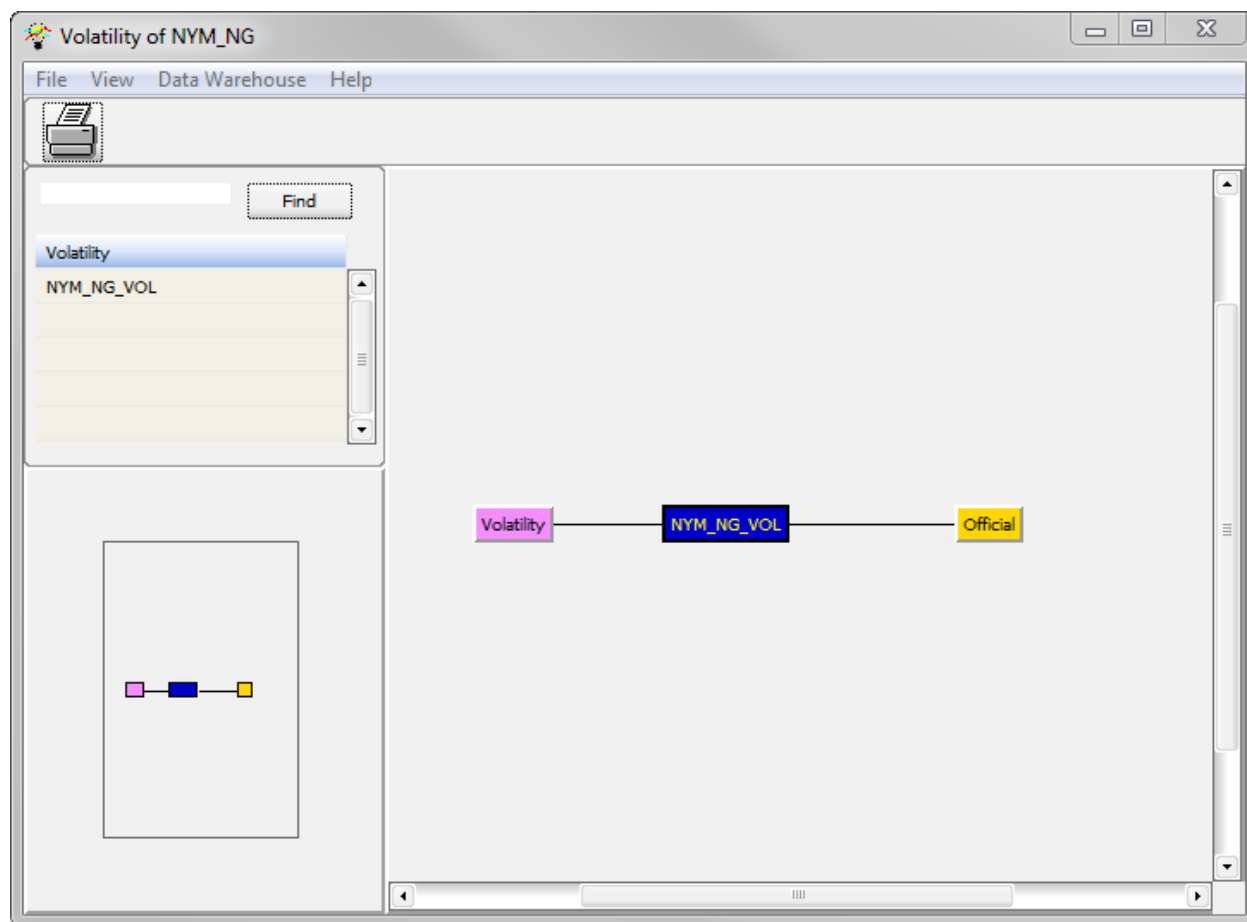 Volatility of NYM_NG
File View Data Warehouse Help
Find
Volatility
NYM_NG_VOL
Volatility NYM_NG_VOL Official